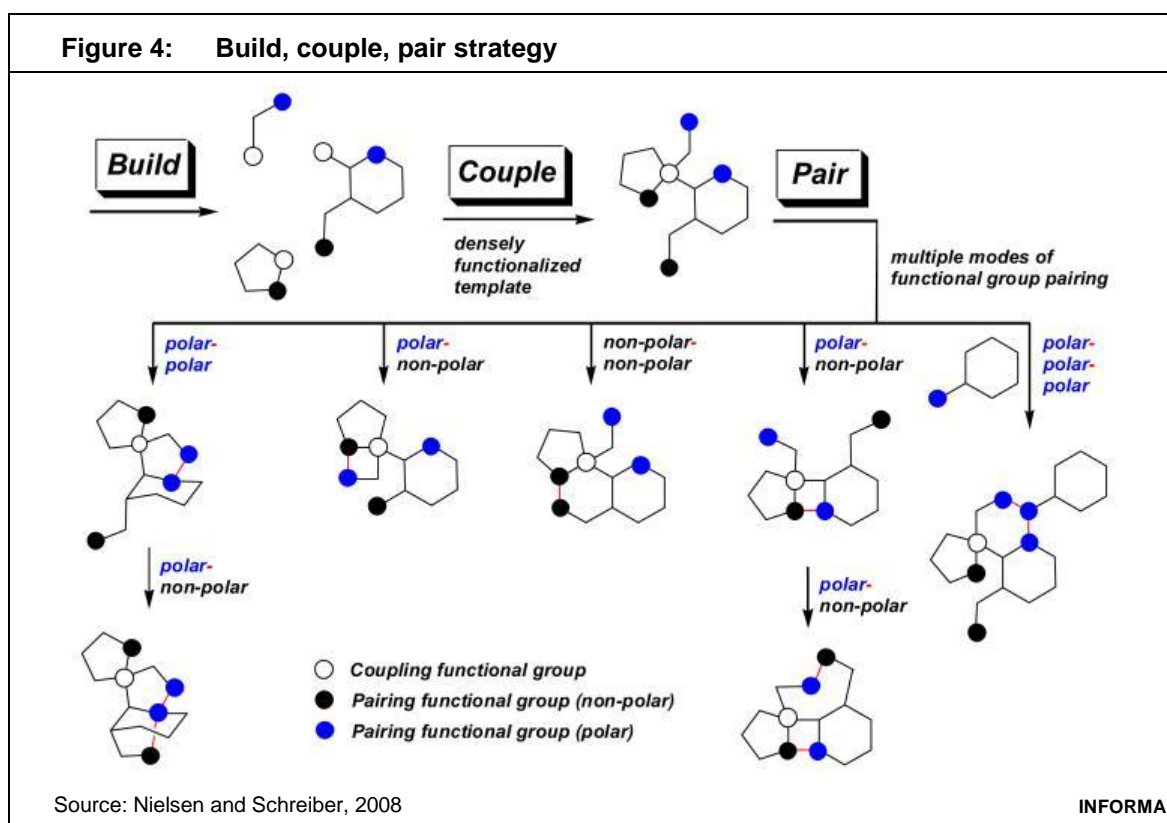 Figure 4: Build, couple, pair strategy
Build
Couple
Pair
densely
functionalized
template
multiple modes of
functional group pairing
polar-
polar
polar-
non-polar
non-polar-
non-polar
polar-
non-polar
polar-
polar-
polar
polar-
non-polar
polar-
non-polar
Coupling functional group
Pairing functional group (non-polar)
Pairing functional group (polar)
Source: Nielsen and Schreiber, 2008
INFORMA